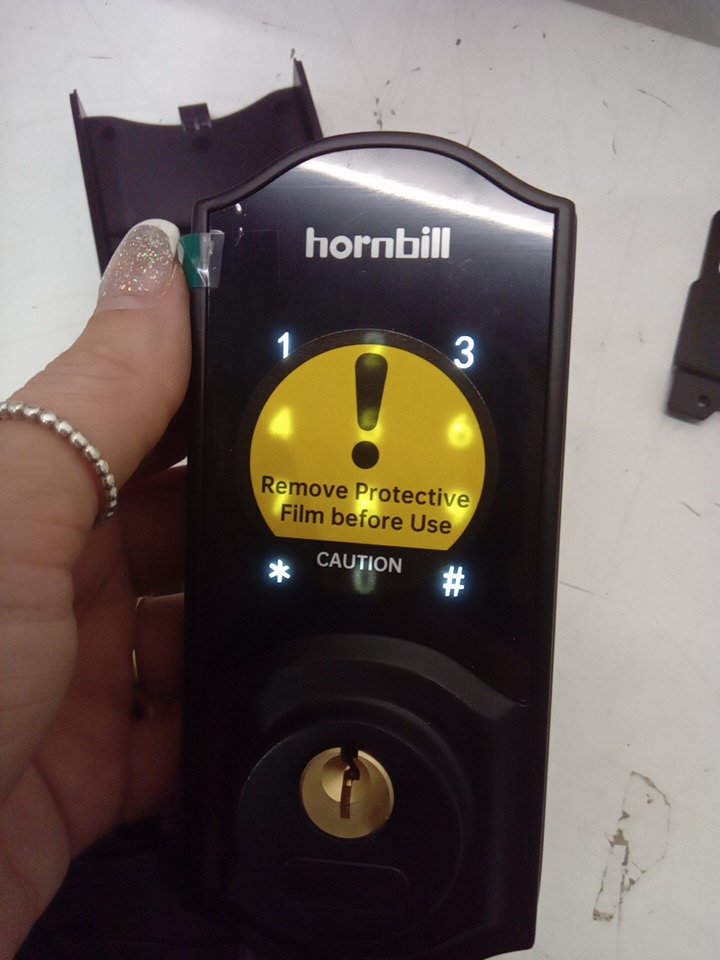 hornbill
1 3
Remove Protective
Film before Use
CAUTION
* #